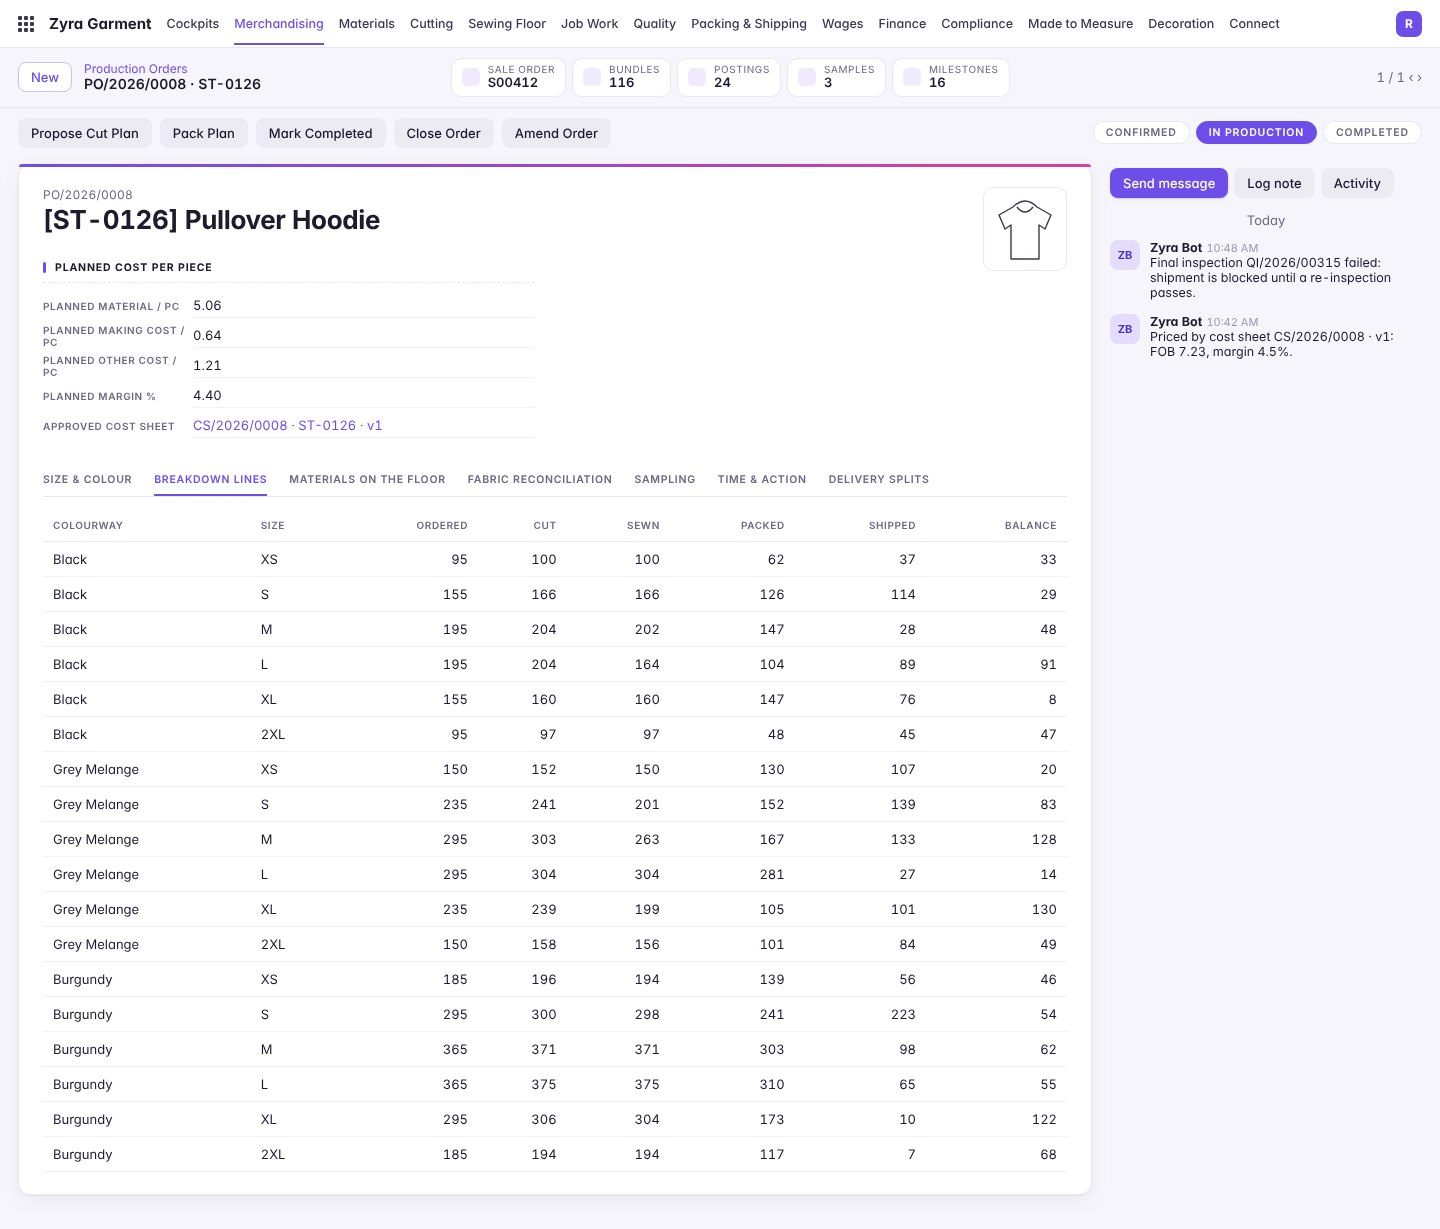 Zyra Garment Cockpits Merchandising Materials Cutting Sewing Floor Job Work Quality Packing & Shipping Wages Finance Compliance Made to Measure Decoration Connect R
New
Production Orders
PO/2026/0008 · ST-0126
SALE ORDER
S00412
BUNDLES
116
POSTINGS
24
SAMPLES
3
MILESTONES
16
1 / 1 ‹ ›
Propose Cut Plan Pack Plan Mark Completed Close Order Amend Order
CONFIRMED IN PRODUCTION COMPLETED
PO/2026/0008
[ST-0126] Pullover Hoodie
PLANNED COST PER PIECE
PLANNED MATERIAL / PC 5.06
PLANNED MAKING COST /
PC
0.64
PLANNED OTHER COST /
PC
1.21
PLANNED MARGIN % 4.40
APPROVED COST SHEET CS/2026/0008 · ST-0126 · v1
SIZE & COLOUR BREAKDOWN LINES MATERIALS ON THE FLOOR FABRIC RECONCILIATION SAMPLING TIME & ACTION DELIVERY SPLITS
COLOURWAY SIZE ORDERED CUT SEWN PACKED SHIPPED BALANCE
Black XS 95 100 100 62 37 33
Black S 155 166 166 126 114 29
Black M 195 204 202 147 28 48
Black L 195 204 164 104 89 91
Black XL 155 160 160 147 76 8
Black 2XL 95 97 97 48 45 47
Grey Melange XS 150 152 150 130 107 20
Grey Melange S 235 241 201 152 139 83
Grey Melange M 295 303 263 167 133 128
Grey Melange L 295 304 304 281 27 14
Grey Melange XL 235 239 199 105 101 130
Grey Melange 2XL 150 158 156 101 84 49
Burgundy XS 185 196 194 139 56 46
Burgundy S 295 300 298 241 223 54
Burgundy M 365 371 371 303 98 62
Burgundy L 365 375 375 310 65 55
Burgundy XL 295 306 304 173 10 122
Burgundy 2XL 185 194 194 117 7 68
Send message Log note Activity
Today
ZB
Zyra Bot 10:48 AM
Final inspection QI/2026/00315 failed:
shipment is blocked until a re-inspection
passes.
ZB
Zyra Bot 10:42 AM
Priced by cost sheet CS/2026/0008 · v1:
FOB 7.23, margin 4.5%.